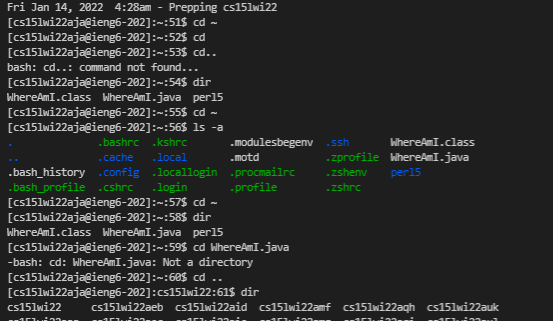 Fri Jan 14, 2022  4:28am - Prepping cs15lwi22
[cs15lwi22aja@ieng6-202]:~:51$ cd ~
[cs15lwi22aja@ieng6-202]:~:52$ cd
[cs15lwi22aja@ieng6-202]:~:53$ cd..
bash: cd..: command not found...
[cs15lwi22aja@ieng6-202]:~:54$ dir
WhereAmI.class  WhereAmI.java  perl5
[cs15lwi22aja@ieng6-202]:~:55$ cd ~
[cs15lwi22aja@ieng6-202]:~:56$ ls -a
.  .bashrc  .kshrc  .modulesbegenv  .ssh  WhereAmI.class
..  .cache  .local  .motd  .zprofile  WhereAmI.java
.bash_history  .config  .locallogin  .procmailrc  .zshenv  perl5
.bash_profile  .cshrc  .login  .profile  .zshrc
[cs15lwi22aja@ieng6-202]:~:57$ cd ~
[cs15lwi22aja@ieng6-202]:~:58$ dir
WhereAmI.class  WhereAmI.java  perl5
[cs15lwi22aja@ieng6-202]:~:59$ cd WhereAmI.java
-bash: cd: WhereAmI.java: Not a directory
[cs15lwi22aja@ieng6-202]:~:60$ cd ..
[cs15lwi22aja@ieng6-202]:cs15lwi22:61$ dir
cs15lwi22  cs15lwi22aeb  cs15lwi22aid  cs15lwi22amf  cs15lwi22aqh  cs15lwi22auk